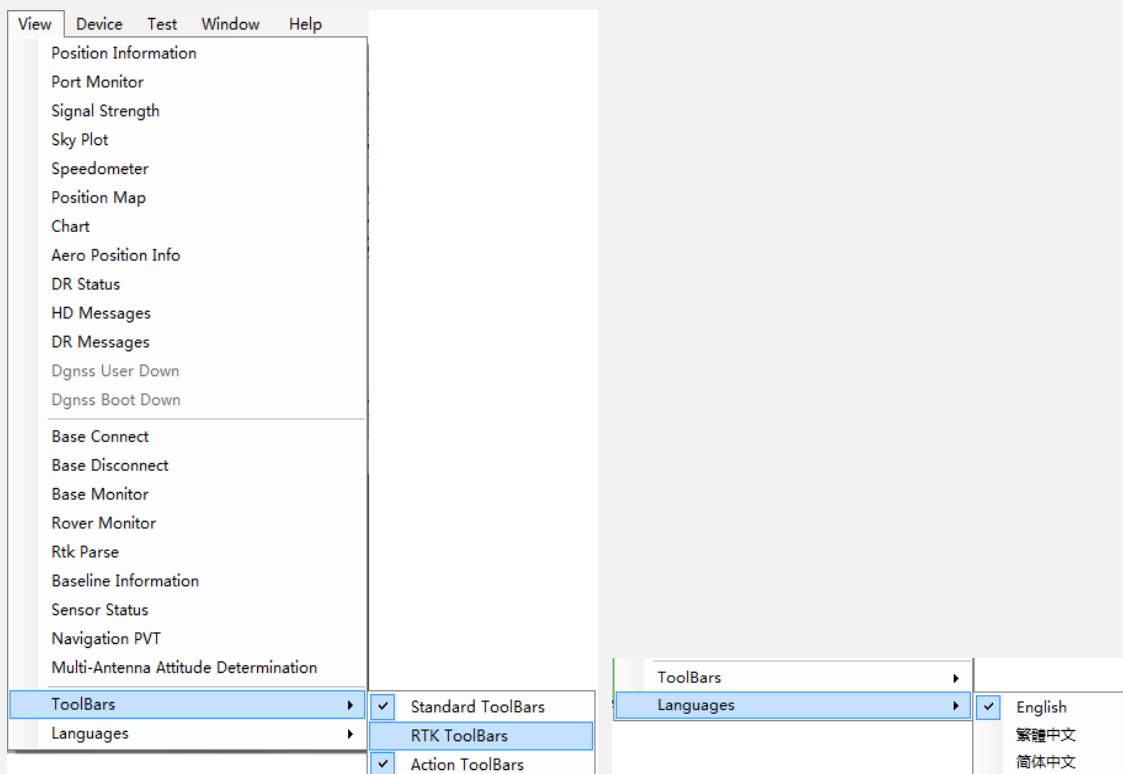 View Device Test Window Help
Position Information
Port Monitor
Signal Strength
Sky Plot
Speedometer
Position Map
Chart
Aero Position Info
DR Status
HD Messages
DR Messages
Dgnss User Down
Dgnss Boot Down
Base Connect
Base Disconnect
Base Monitor
Rover Monitor
Rtk Parse
Baseline Information
Sensor Status
Navigation PVT
Multi-Antenna Attitude Determination
ToolBars
Languages
Standard ToolBars
RTK ToolBars
Action ToolBars
ToolBars
Languages
English
繁體中文
简体中文